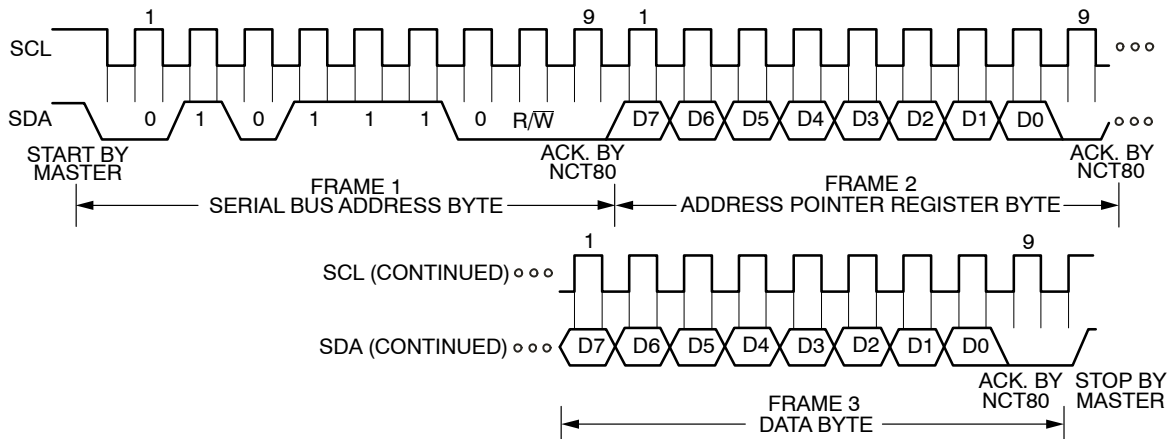 1 9 1 9
SCL
SDA
0 1 0 1 1 1 0 R/W̅ D7 D6 D5 D4 D3 D2 D1 D0
START BY
MASTER
ACK. BY
NCT80
ACK. BY
NCT80
FRAME 1
SERIAL BUS ADDRESS BYTE
FRAME 2
ADDRESS POINTER REGISTER BYTE
1 9
SCL (CONTINUED)
SDA (CONTINUED)
D7 D6 D5 D4 D3 D2 D1 D0
ACK. BY
NCT80
STOP BY
MASTER
FRAME 3
DATA BYTE